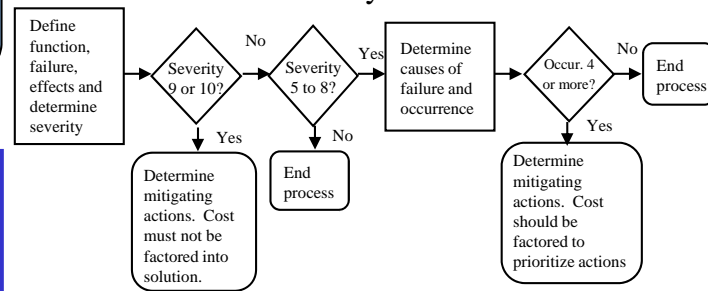 Define
function,
failure,
effects and
determine
severity
Severity
9 or 10?
No
Yes
Determine
mitigating
actions. Cost
must not be
factored into
solution.
Severity
5 to 8?
Yes
No
End
process
Determine
causes of
failure and
occurrence
Occur. 4
or more?
No
End
process
Yes
Determine
mitigating
actions. Cost
should be
factored to
prioritize actions